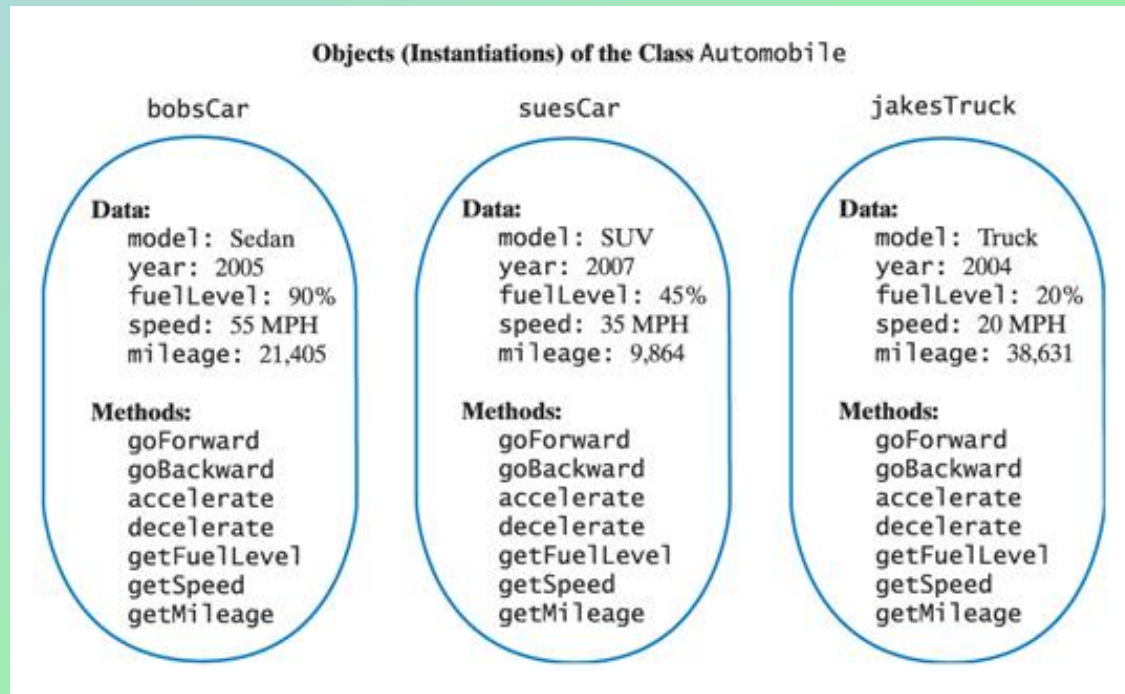 Objects (Instantiations) of the Class Automobile
bobsCar
Data:
model: Sedan
year: 2005
fuelLevel: 90%
speed: 55 MPH
mileage: 21,405
Methods:
goForward
goBackward
accelerate
decelerate
getFuelLevel
getSpeed
getMileage
suesCar
Data:
model: SUV
year: 2007
fuelLevel: 45%
speed: 35 MPH
mileage: 9,864
Methods:
goForward
goBackward
accelerate
decelerate
getFuelLevel
getSpeed
getMileage
jakesTruck
Data:
model: Truck
year: 2004
fuelLevel: 20%
speed: 20 MPH
mileage: 38,631
Methods:
goForward
goBackward
accelerate
decelerate
getFuelLevel
getSpeed
getMileage